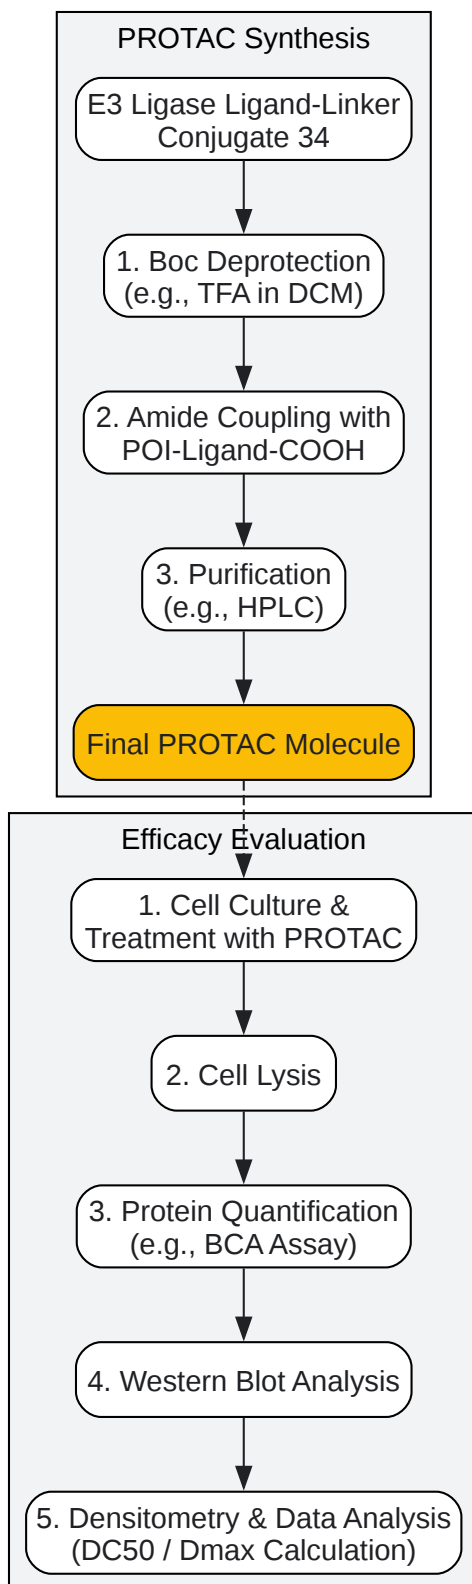 PROTAC Synthesis
E3 Ligase Ligand-Linker
Conjugate 34
1. Boc Deprotection
(e.g., TFA in DCM)
2. Amide Coupling with
POI-Ligand-COOH
3. Purification
(e.g., HPLC)
Final PROTAC Molecule
Efficacy Evaluation
1. Cell Culture &
Treatment with PROTAC
2. Cell Lysis
3. Protein Quantification
(e.g., BCA Assay)
4. Western Blot Analysis
5. Densitometry & Data Analysis
(DC50 / Dmax Calculation)